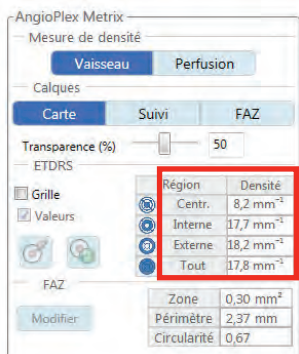 AngioPlex Metrix
Mesure de densité
Vaisseau Perfusion
Calques
Carte Suivi FAZ
Transparence (%) 50
ETDRS
Grille
Valeurs
Région Densité
Centr. 8,2 mm⁻¹
Interne 17,7 mm⁻¹
Externe 18,2 mm⁻¹
Tout 17,8 mm⁻¹
FAZ
Modifier
Zone 0,30 mm²
Périmètre 2,37 mm
Circularité 0,67